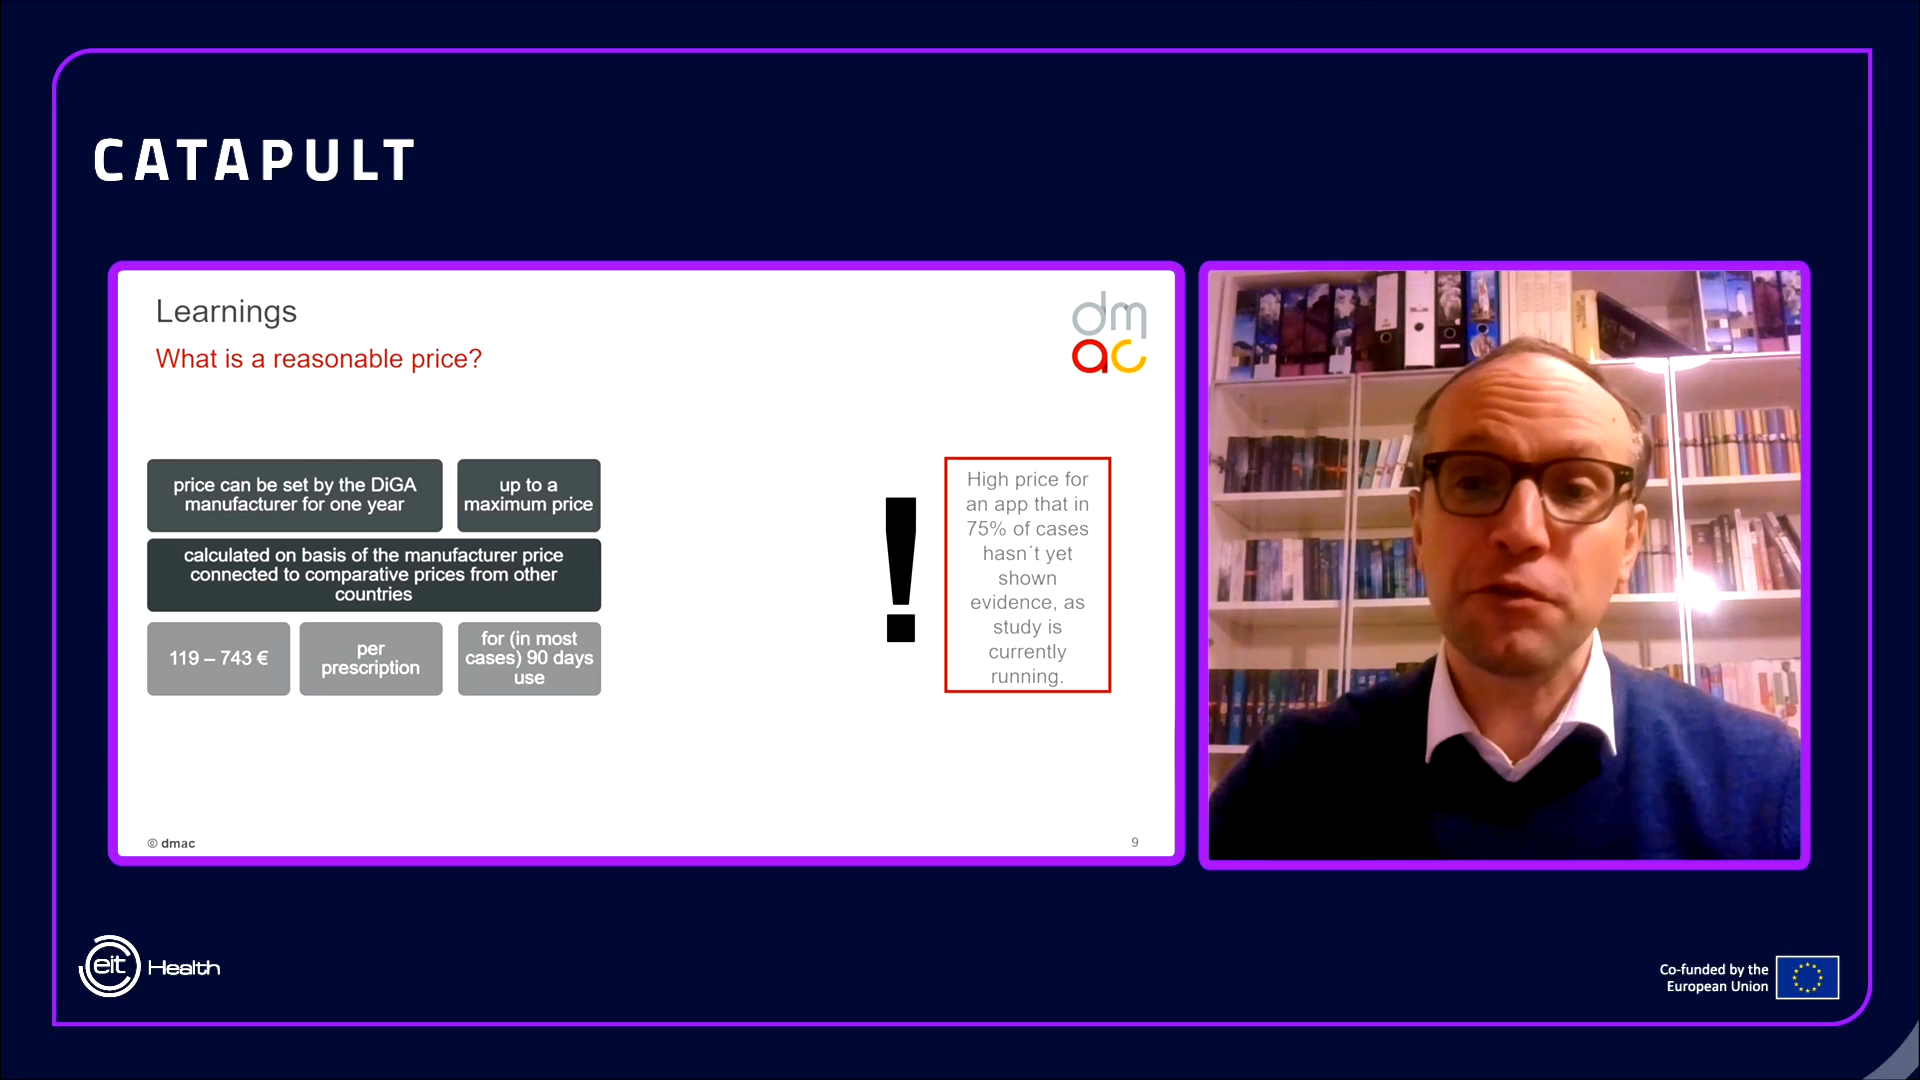 CATAPULT
Learnings
What is a reasonable price?
dm
ac
price can be set by the DiGA
manufacturer for one year
up to a
maximum price
calculated on basis of the manufacturer price
connected to comparative prices from other
countries
119 – 743 €
per
prescription
for (in most
cases) 90 days
use
!
High price for
an app that in
75% of cases
hasn´t yet
shown
evidence, as
study is
currently
running.
© dmac
9
eit Health
Co-funded by the
European Union